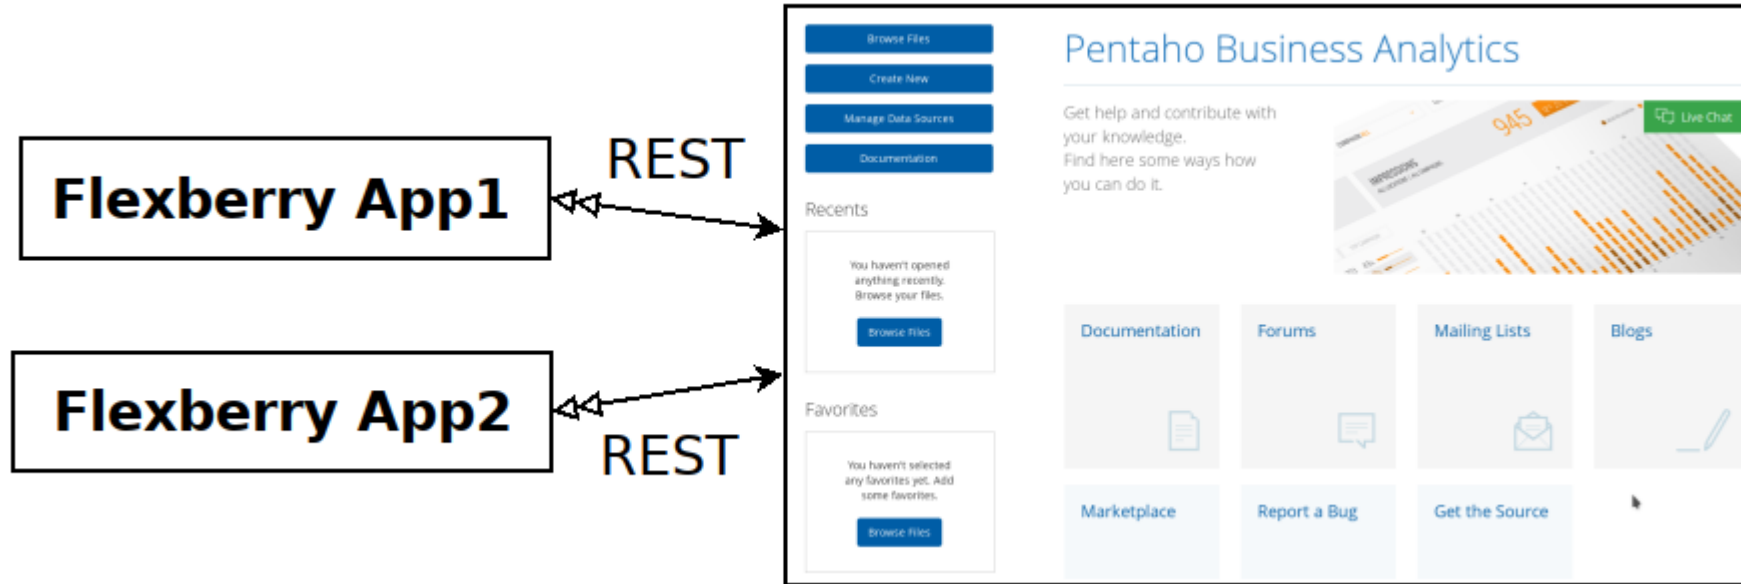 Flexberry App1
REST
Flexberry App2
REST
Browse Files
Create New
Manage Data Sources
Documentation
Recents
You haven't opened
anything recently.
Browse your files.
Browse Files
Favorites
You haven't selected
any favorites yet. Add
some favorites.
Browse Files
Pentaho Business Analytics
Get help and contribute with
your knowledge.
Find here some ways how
you can do it.
945
IMPRESSIONS
Live Chat
Documentation
Forums
Mailing Lists
Blogs
Marketplace
Report a Bug
Get the Source